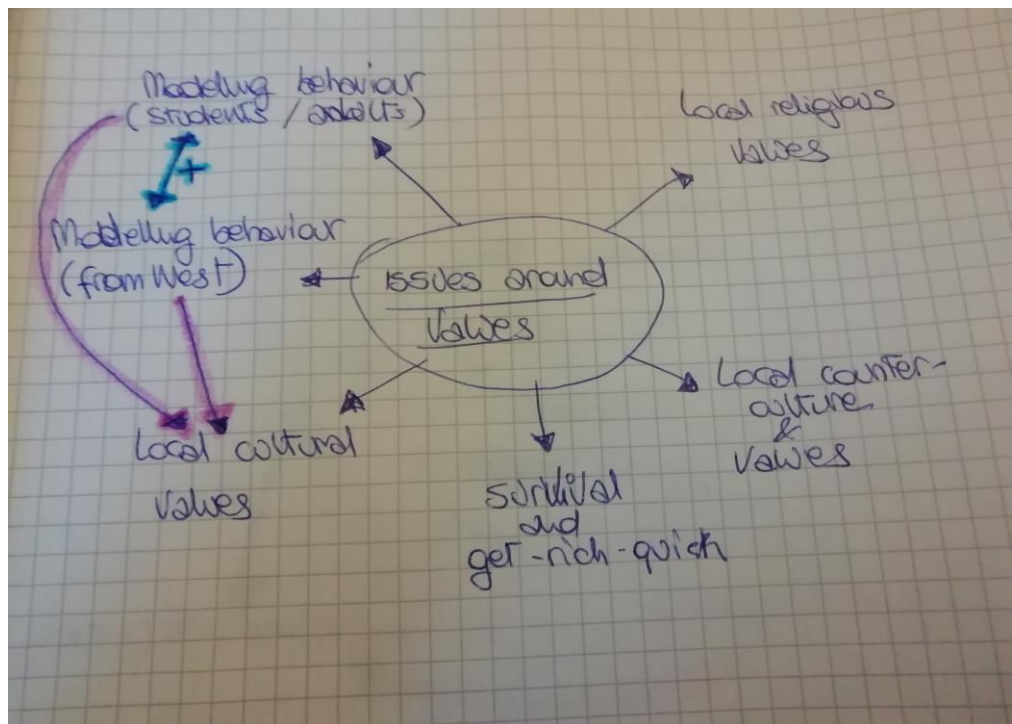 Modelling behaviour
(students / adults)
Local religious
values
+
Modelling behaviour
(from West)
issues around
values
Local counter-
culture
&
values
Local cultural
values
survival
and
get-rich-quick